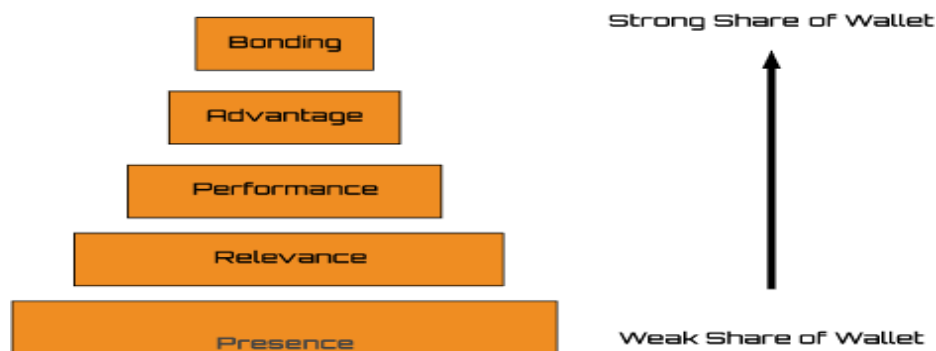 Bonding
Strong Share of Wallet
Advantage
Performance
Relevance
Presence
Weak Share of Wallet